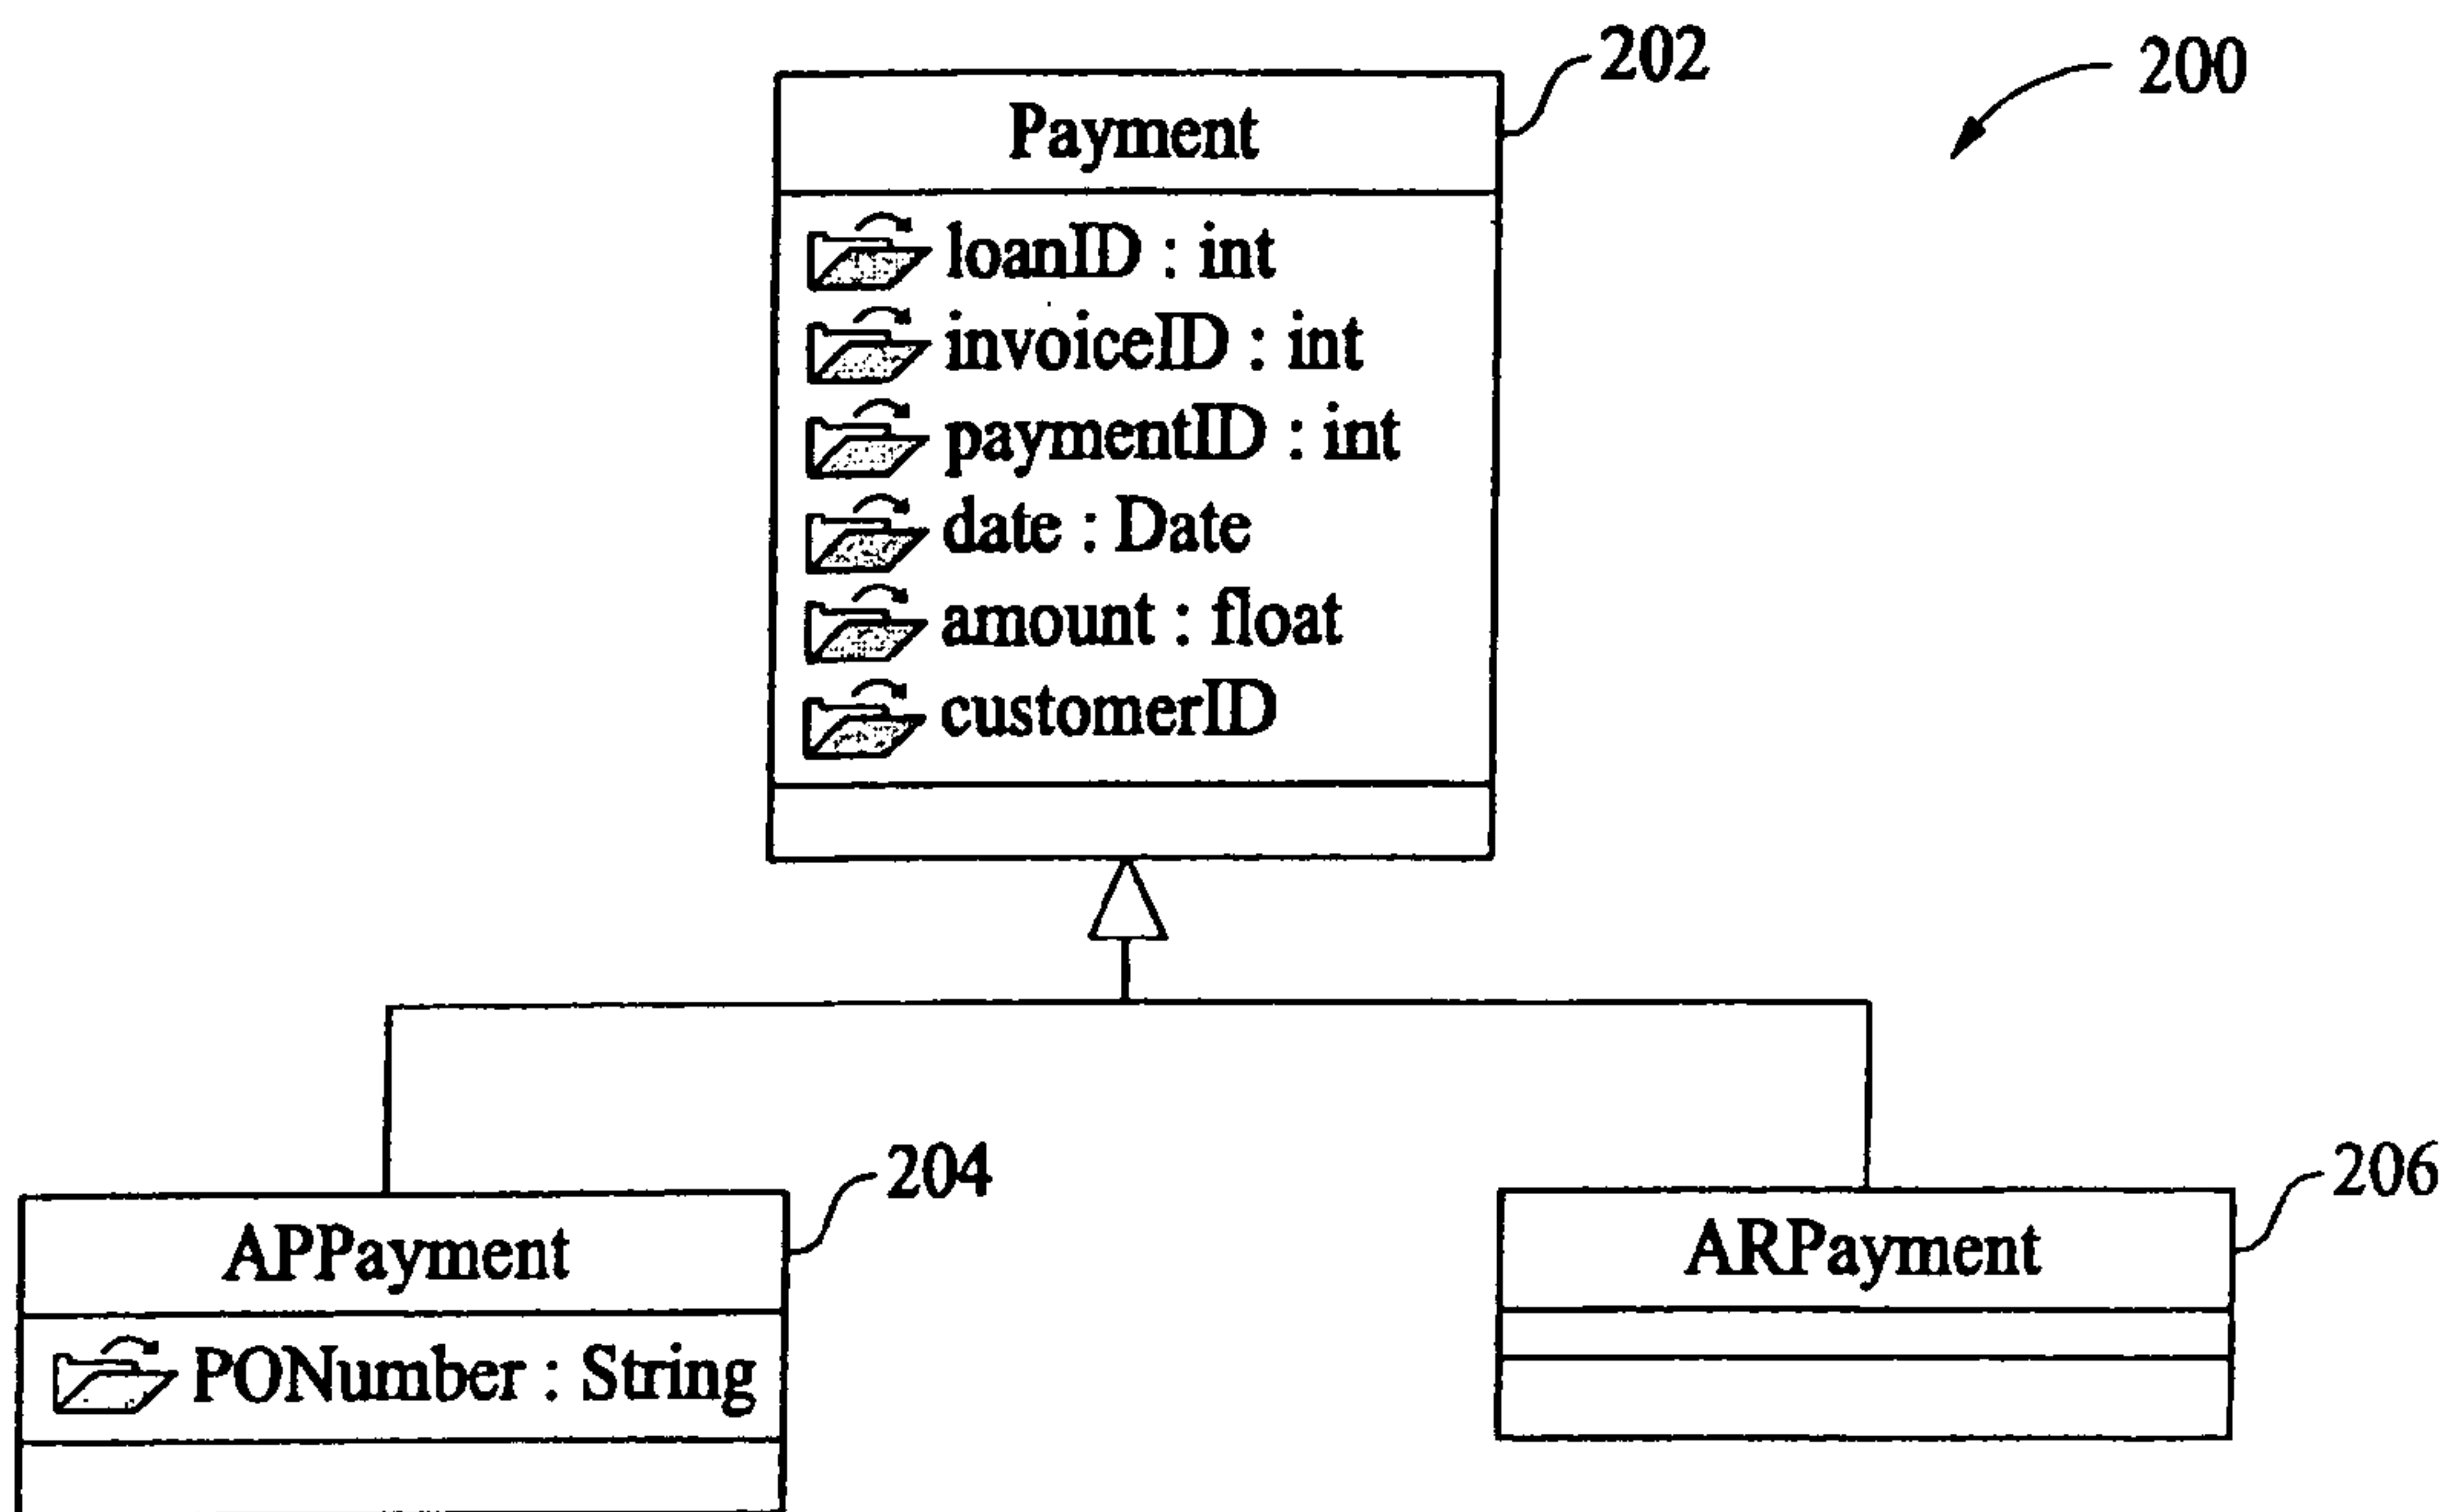 202
200
Payment
loanID : int
invoiceID : int
paymentID : int
date : Date
amount : float
customerID
204
206
APPayment
ARPayment
PONumber : String